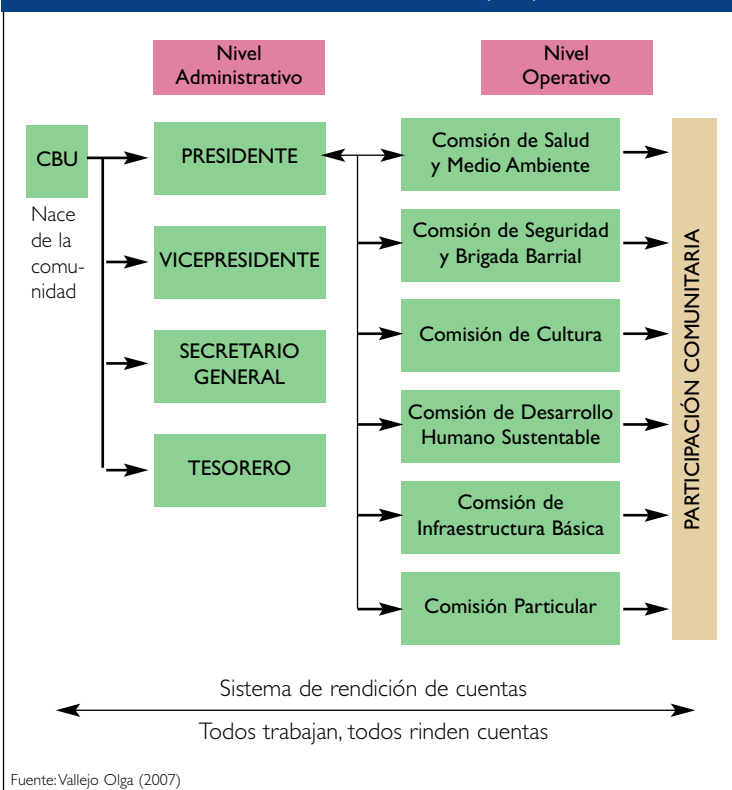 Nivel
Administrativo
Nivel
Operativo
CBU
Nace
de la
comu-
nidad
PRESIDENTE
VICEPRESIDENTE
SECRETARIO
GENERAL
TESORERO
Comsión de Salud
y Medio Ambiente
Comsión de Seguridad
y Brigada Barrial
Comisión de Cultura
Comsión de Desarrollo
Humano Sustentable
Comsión de
Infraestructura Básica
Comisión Particular
PARTICIPACIÓN COMUNITARIA
Sistema de rendición de cuentas
Todos trabajan, todos rinden cuentas
Fuente: Vallejo Olga (2007)